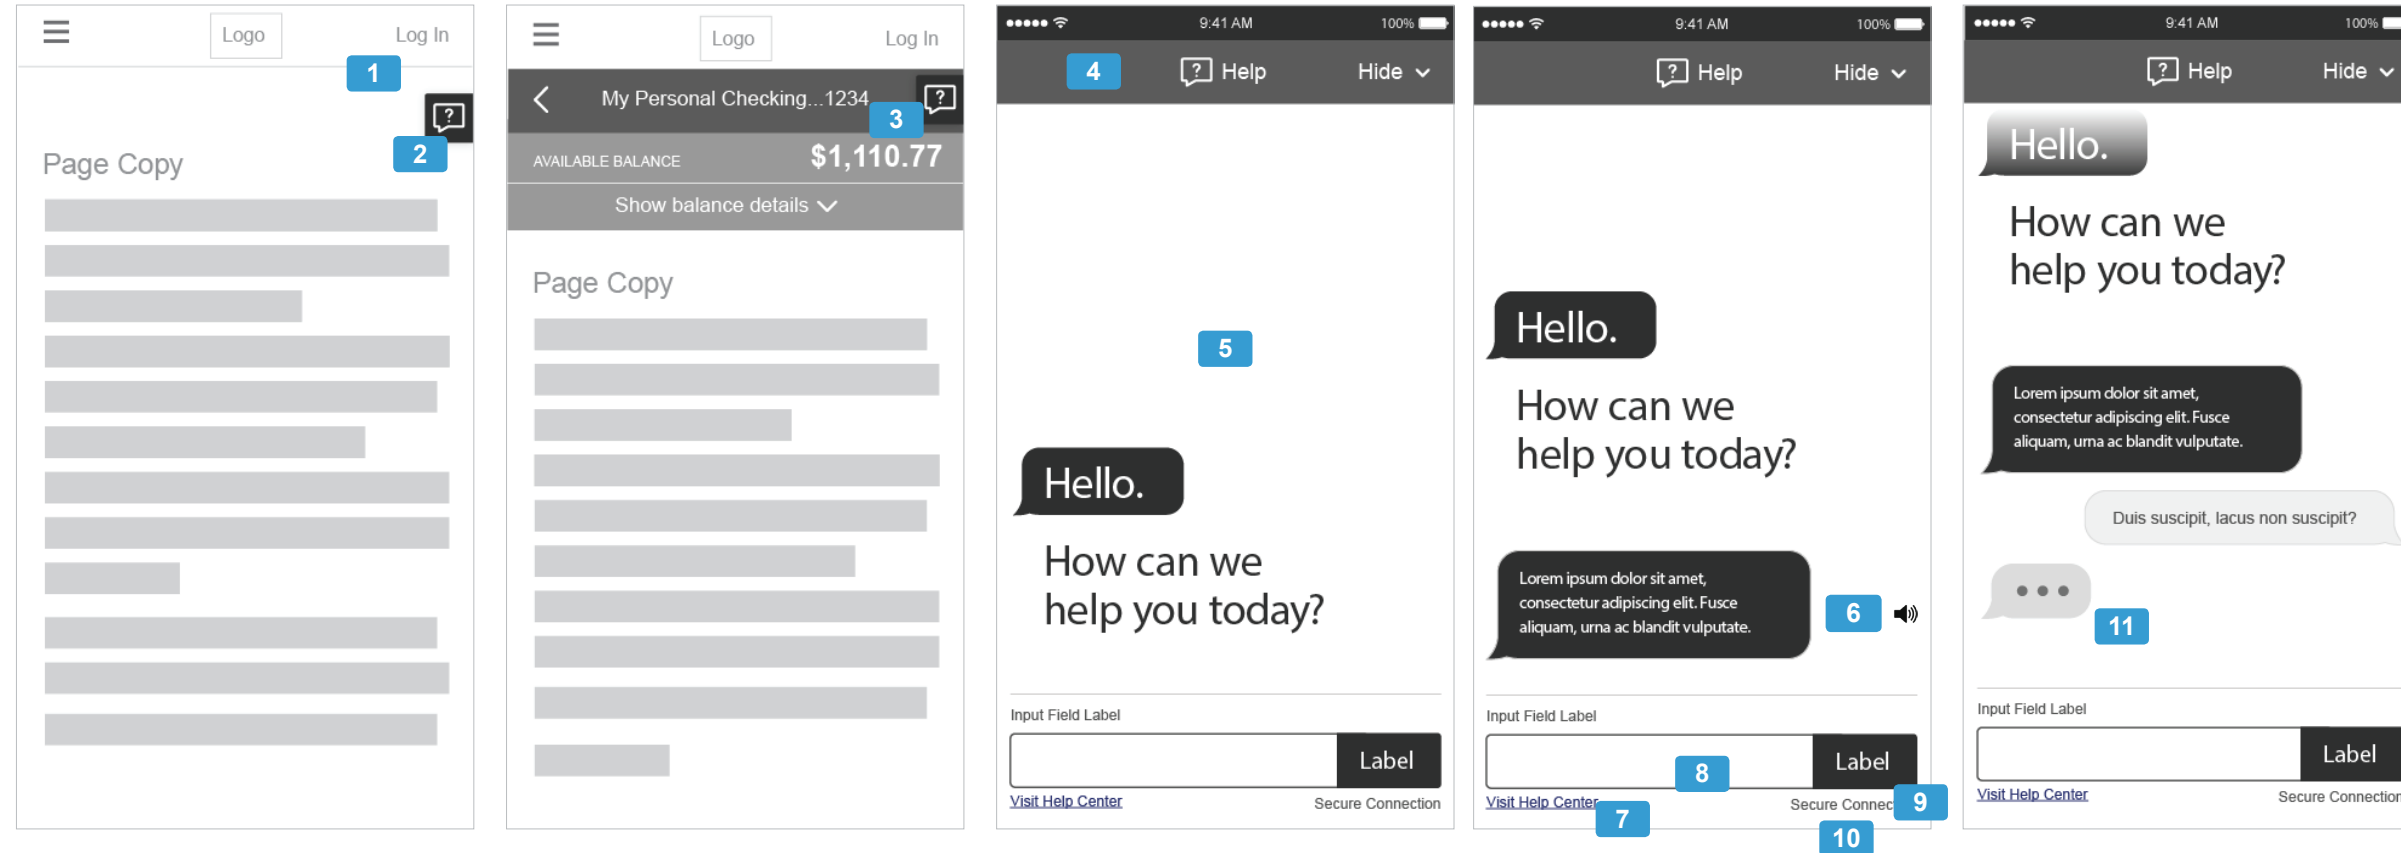 Logo
Log In
1
2
Page Copy
Logo
Log In
My Personal Checking...1234
3
AVAILABLE BALANCE
$1,110.77
Show balance details
Page Copy
9:41 AM
100%
4
? Help
Hide
5
Hello.
How can we
help you today?
Input Field Label
Label
Visit Help Center
Secure Connection
9:41 AM
100%
? Help
Hide
Hello.
How can we
help you today?
Lorem ipsum dolor sit amet,
consectetur adipiscing elit. Fusce
aliquam, urna ac blandit vulputate.
6
Input Field Label
8
Label
Visit Help Center
7
Secure Connec
9
10
9:41 AM
100%
? Help
Hide
Hello.
How can we
help you today?
Lorem ipsum dolor sit amet,
consectetur adipiscing elit. Fusce
aliquam, urna ac blandit vulputate.
Duis suscipit, lacus non suscipit?
11
Input Field Label
Label
Visit Help Center
Secure Connection